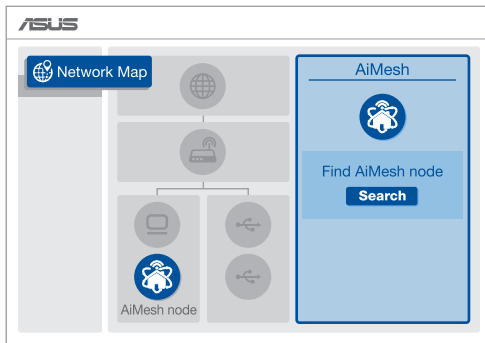 ASUS
Network Map
AiMesh
Find AiMesh node
Search
AiMesh node